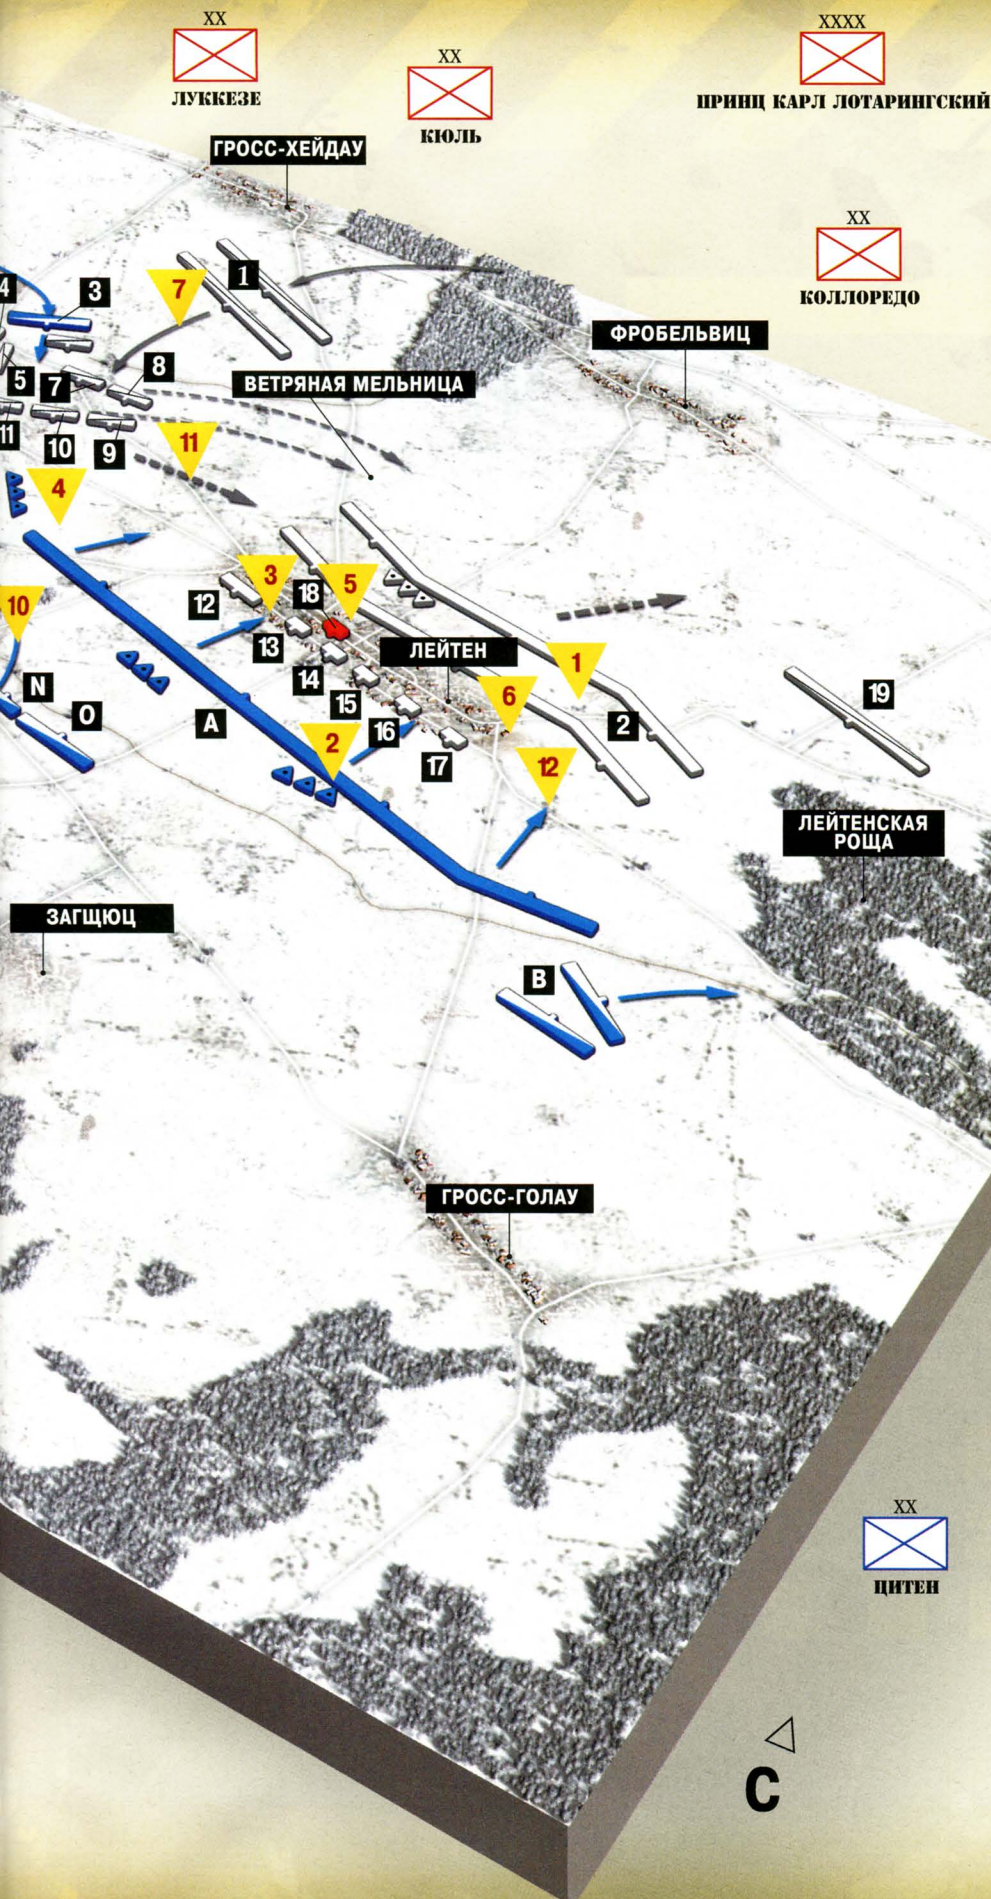 XX
ЛУККЕЗЕ
XX
КЮЛЬ
XXXX
ПРИНЦ КАРЛ ЛОТАРИНГСКИЙ
XX
КОЛЛОРЕДО
ГРОСС-ХЕЙДАУ
1
7
4
3
ФРОБЕЛЬВИЦ
ВЕТРЯНАЯ МЕЛЬНИЦА
5
7
8
11
10
9
11
4
10
12
3
18
5
13
ЛЕЙТЕН
14
15
16
17
1
6
2
19
N
O
A
2
12
ЛЕЙТЕНСКАЯ
РОЩА
ЗАГЩЮЦ
B
ГРОСС-ГОЛАУ
XX
ЦИТЕН
С